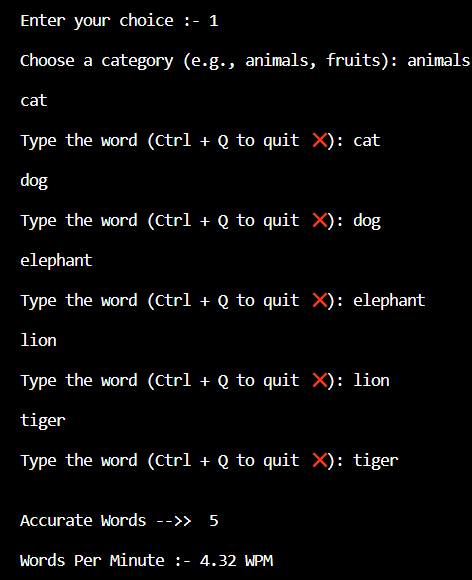 Enter your choice :- 1
Choose a category (e.g., animals, fruits): animals
cat
Type the word (Ctrl + Q to quit ❌): cat
dog
Type the word (Ctrl + Q to quit ❌): dog
elephant
Type the word (Ctrl + Q to quit ❌): elephant
lion
Type the word (Ctrl + Q to quit ❌): lion
tiger
Type the word (Ctrl + Q to quit ❌): tiger
Accurate Words -->>  5
Words Per Minute :- 4.32 WPM